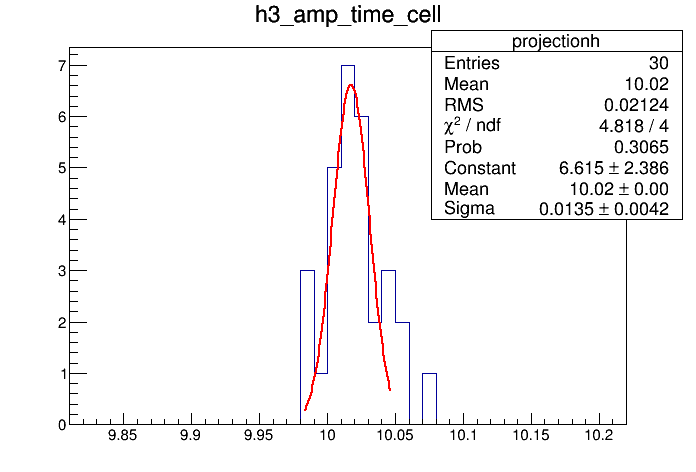 h3_amp_time_cell
projectionh
Entries 30
Mean 10.02
RMS 0.02124
χ² / ndf 4.818 / 4
Prob 0.3065
Constant 6.615 ± 2.386
Mean 10.02 ± 0.00
Sigma 0.0135 ± 0.0042
7
6
5
4
3
2
1
0
9.85 9.9 9.95 10 10.05 10.1 10.15 10.2